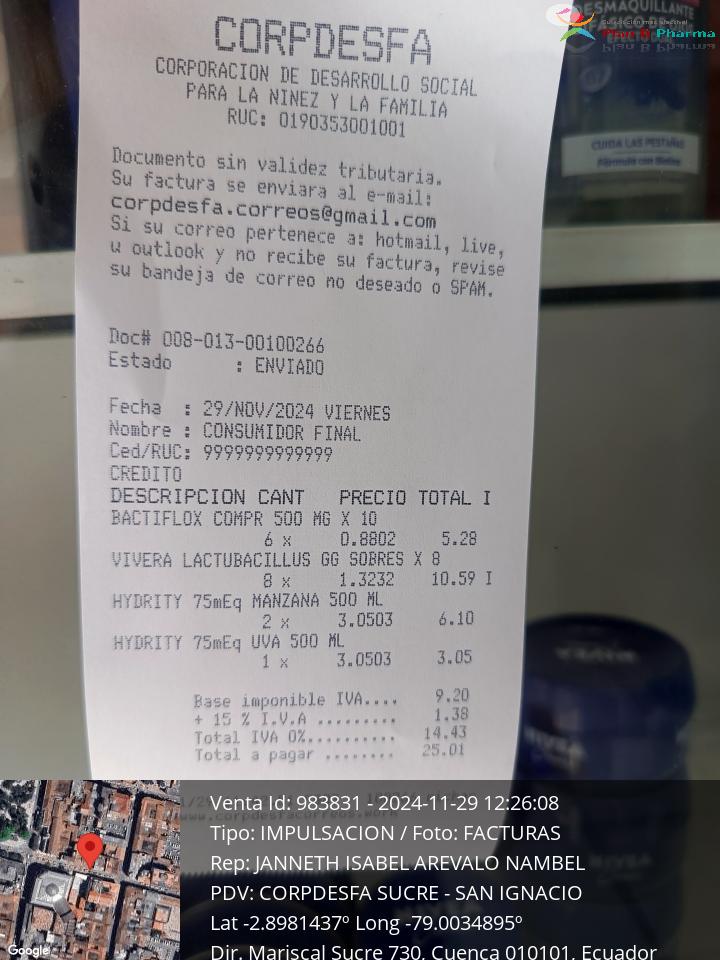 CORPDESFA
CORPORACION DE DESARROLLO SOCIAL
PARA LA NINEZ Y LA FAMILIA
RUC: 0190353001001
Documento sin validez tributaria.
Su factura se enviara al e-mail:
corpdesfa.correos@gmail.com
Si su correo pertenece a: hotmail, live,
u outlook y no recibe su factura, revise
su bandeja de correo no deseado o SPAM.
Doc# 008-013-00100266
Estado : ENVIADO
Fecha : 29/NOV/2024 VIERNES
Nombre : CONSUMIDOR FINAL
Ced/RUC: 9999999999999
CREDITO
DESCRIPCION CANT PRECIO TOTAL I
BACTIFLOX COMPR 500 MG X 10
6 x 0.8802 5.28
VIVERA LACTUBACILLUS GG SOBRES X 8
8 x 1.3232 10.59 I
HYDRITY 75mEq MANZANA 500 ML
2 x 3.0503 6.10
HYDRITY 75mEq UVA 500 ML
1 x 3.0503 3.05
Base imponible IVA.... 9.20
+ 15 % I.V.A ......... 1.38
Total IVA 0%.......... 14.43
Total a pagar ........ 25.01
DESMAQUILLANTE
CUIDA LAS PESTAÑAS
NIVEA
Venta Id: 983831 - 2024-11-29 12:26:08
Tipo: IMPULSACION / Foto: FACTURAS
Rep: JANNETH ISABEL AREVALO NAMBEL
PDV: CORPDESFA SUCRE - SAN IGNACIO
Lat -2.8981437º Long -79.0034895º
Dir. Mariscal Sucre 730, Cuenca 010101, Ecuador
Google